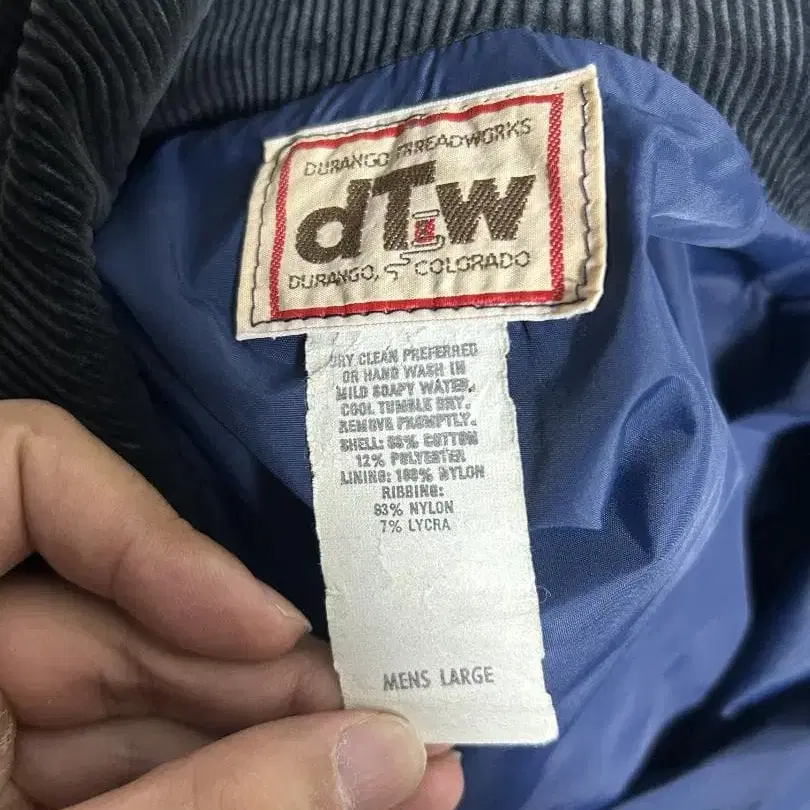 DURANGO THREADWORKS
dTw
DURANGO, COLORADO
DRY CLEAN PREFERRED
OR HAND WASH IN
MILD SOAPY WATER.
COOL TUMBLE DRY.
REMOVE PROMPTLY.
SHELL: 88% COTTON
12% POLYESTER
LINING: 100% NYLON
RIBBING:
93% NYLON
7% LYCRA
MENS LARGE